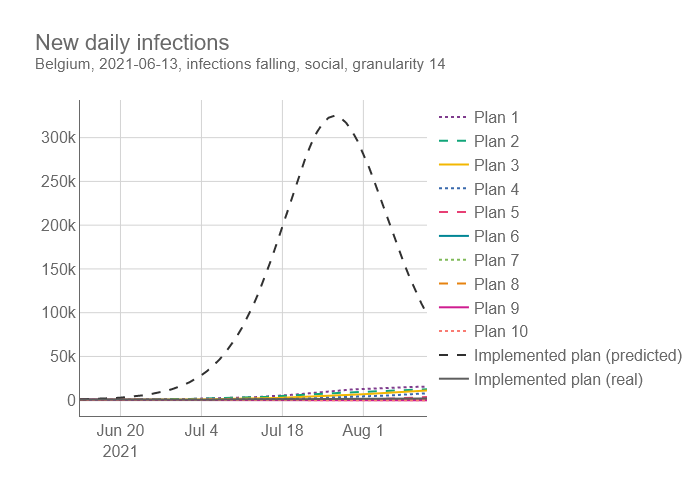 New daily infections
Belgium, 2021-06-13, infections falling, social, granularity 14
300k
250k
200k
150k
100k
50k
0
Jun 20
2021
Jul 4
Jul 18
Aug 1
Plan 1
Plan 2
Plan 3
Plan 4
Plan 5
Plan 6
Plan 7
Plan 8
Plan 9
Plan 10
Implemented plan (predicted)
Implemented plan (real)